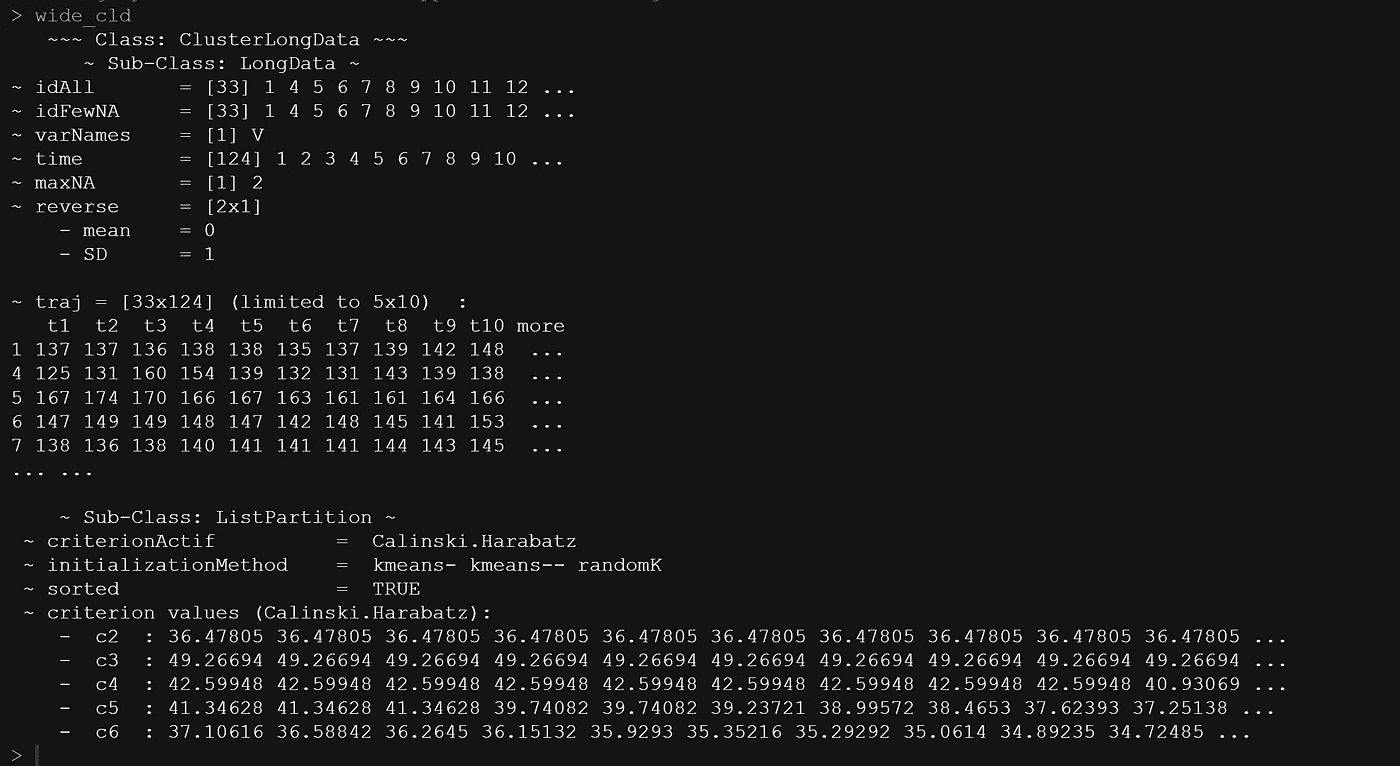 > wide_cld
~~~ Class: ClusterLongData ~~~
~ Sub-Class: LongData ~
~ idAll = [33] 1 4 5 6 7 8 9 10 11 12 ...
~ idFewNA = [33] 1 4 5 6 7 8 9 10 11 12 ...
~ varNames = [1] V
~ time = [124] 1 2 3 4 5 6 7 8 9 10 ...
~ maxNA = [1] 2
~ reverse = [2x1]
- mean = 0
- SD = 1
~ traj = [33x124] (limited to 5x10) :
t1 t2 t3 t4 t5 t6 t7 t8 t9 t10 more
1 137 137 136 138 138 135 137 139 142 148 ...
4 125 131 160 154 139 132 131 143 139 138 ...
5 167 174 170 166 167 163 161 161 164 166 ...
6 147 149 149 148 147 142 148 145 141 153 ...
7 138 136 138 140 141 141 141 144 143 145 ...
... ...
~ Sub-Class: ListPartition ~
~ criterionActif = Calinski.Harabatz
~ initializationMethod = kmeans- kmeans-- randomK
~ sorted = TRUE
~ criterion values (Calinski.Harabatz):
- c2 : 36.47805 36.47805 36.47805 36.47805 36.47805 36.47805 36.47805 36.47805 36.47805 36.47805 ...
- c3 : 49.26694 49.26694 49.26694 49.26694 49.26694 49.26694 49.26694 49.26694 49.26694 49.26694 ...
- c4 : 42.59948 42.59948 42.59948 42.59948 42.59948 42.59948 42.59948 42.59948 42.59948 40.93069 ...
- c5 : 41.34628 41.34628 41.34628 39.74082 39.74082 39.23721 38.99572 38.4653 37.62393 37.25138 ...
- c6 : 37.10616 36.58842 36.2645 36.15132 35.9293 35.35216 35.29292 35.0614 34.89235 34.72485 ...
>